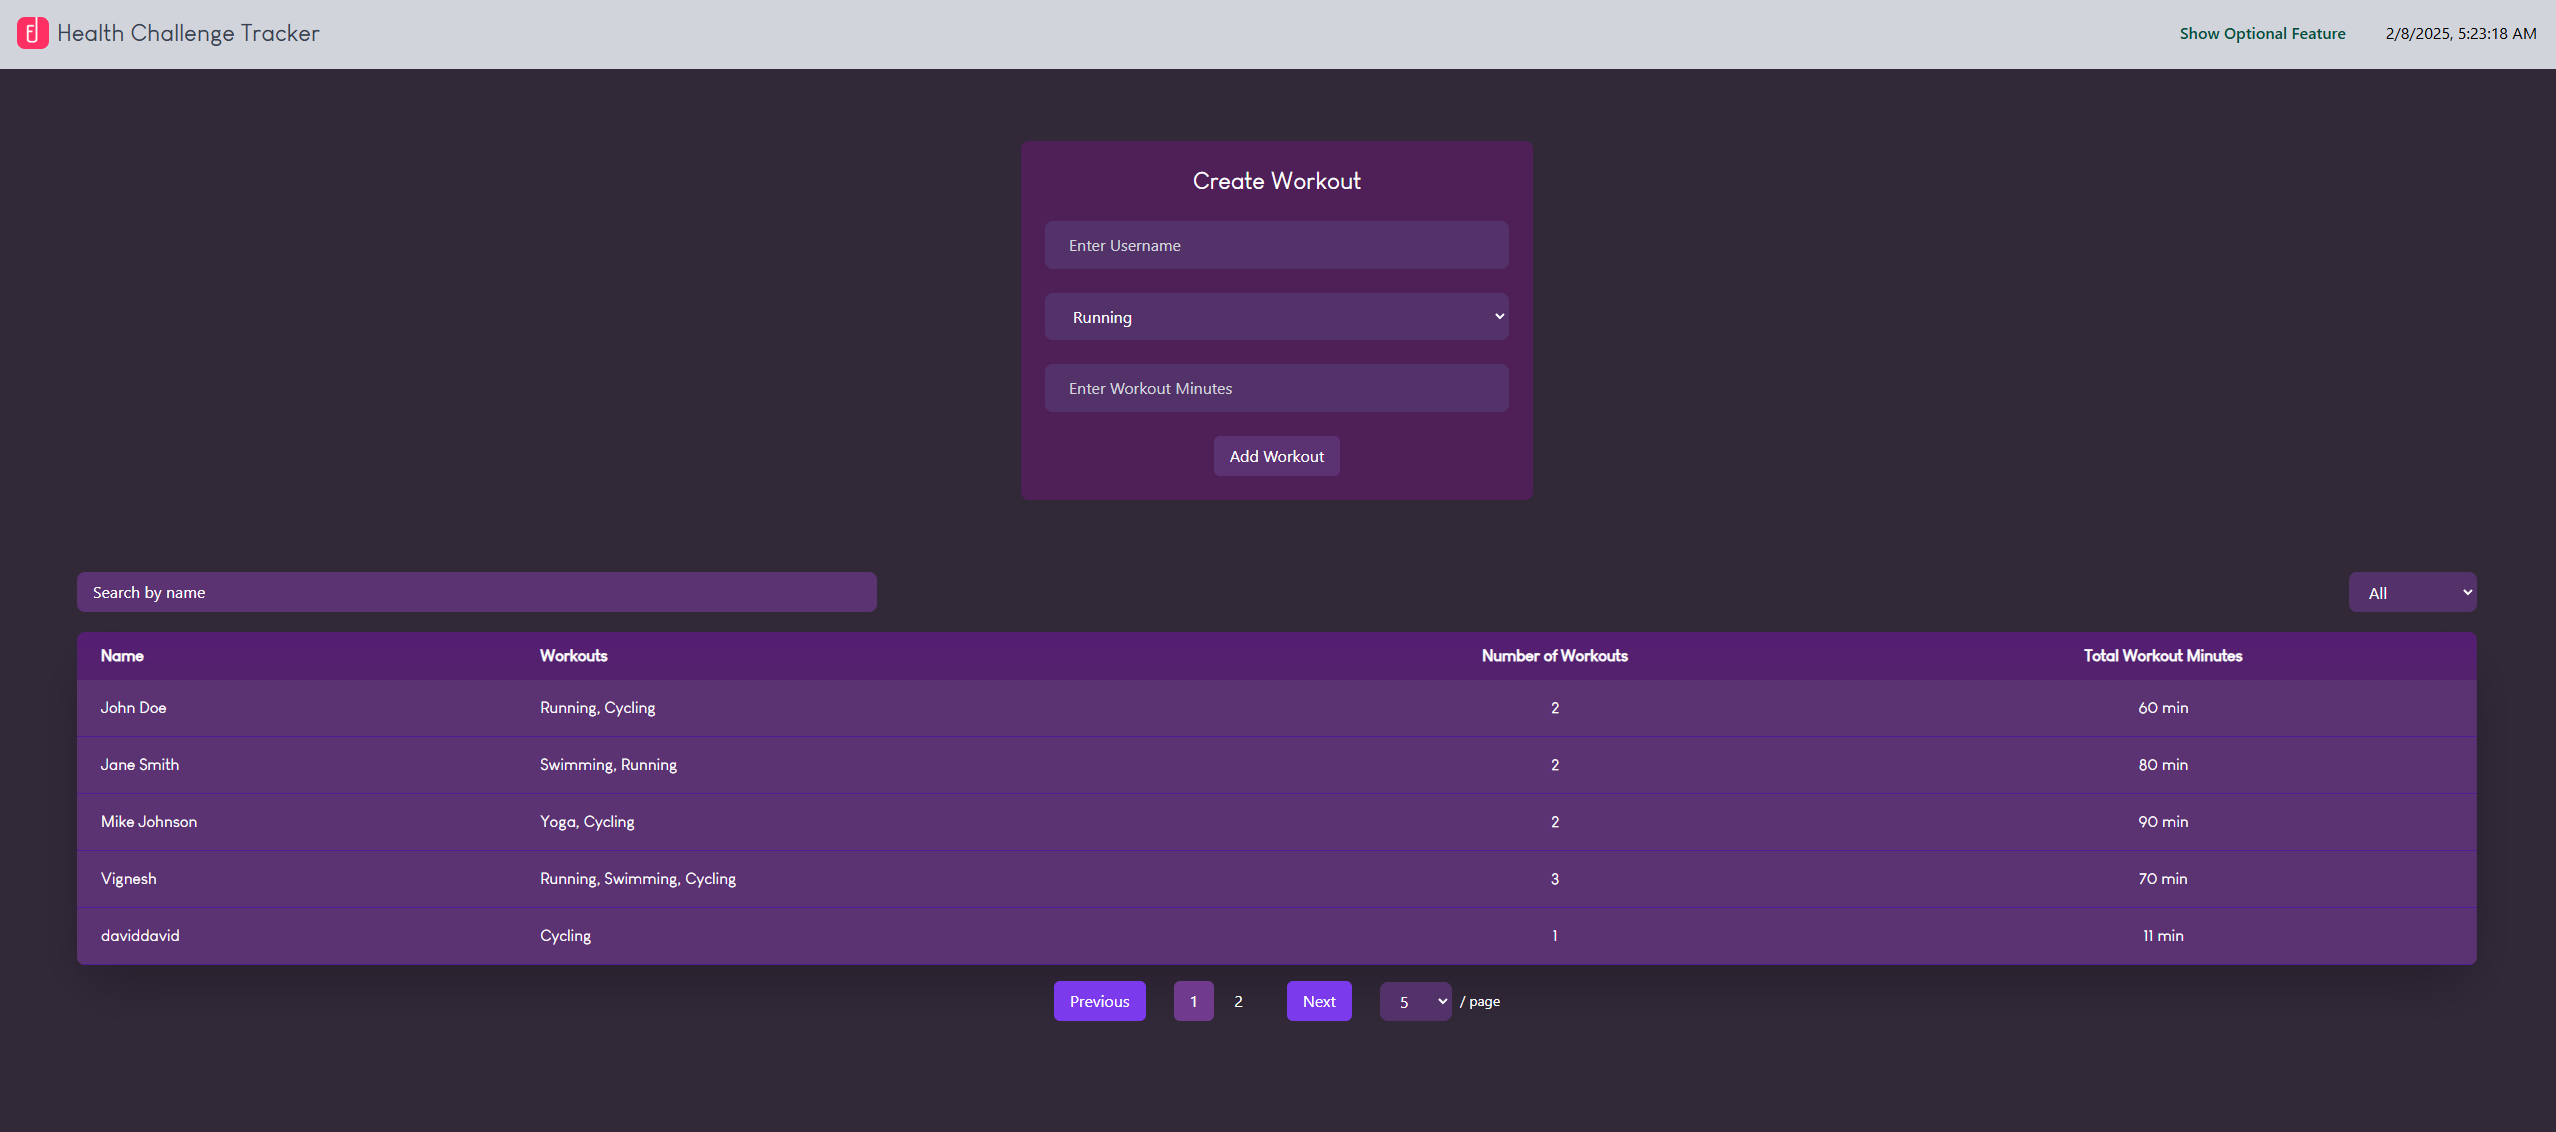 Health Challenge Tracker
Show Optional Feature 2/8/2025, 5:23:18 AM
Create Workout
Enter Username
Running
Enter Workout Minutes
Add Workout
Search by name All
Name Workouts Number of Workouts Total Workout Minutes
John Doe Running, Cycling 2 60 min
Jane Smith Swimming, Running 2 80 min
Mike Johnson Yoga, Cycling 2 90 min
Vignesh Running, Swimming, Cycling 3 70 min
daviddavid Cycling 1 11 min
Previous 1 2 Next 5 / page